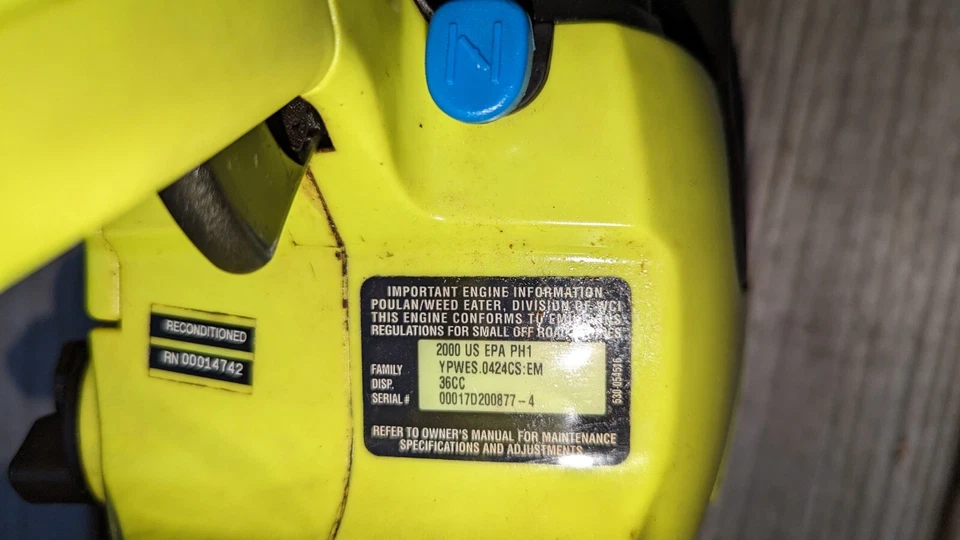 RECONDITIONED
RN 00014742
IMPORTANT ENGINE INFORMATION
POULAN/WEED EATER, DIVISION OF WCI
THIS ENGINE CONFORMS TO EMISSIONS
REGULATIONS FOR SMALL OFF ROAD
2000 US EPA PH1
FAMILY YPWES.0424CS:EM
DISP. 36CC
SERIAL# 00017D200877-4
530-054516
REFER TO OWNER'S MANUAL FOR MAINTENANCE
SPECIFICATIONS AND ADJUSTMENTS